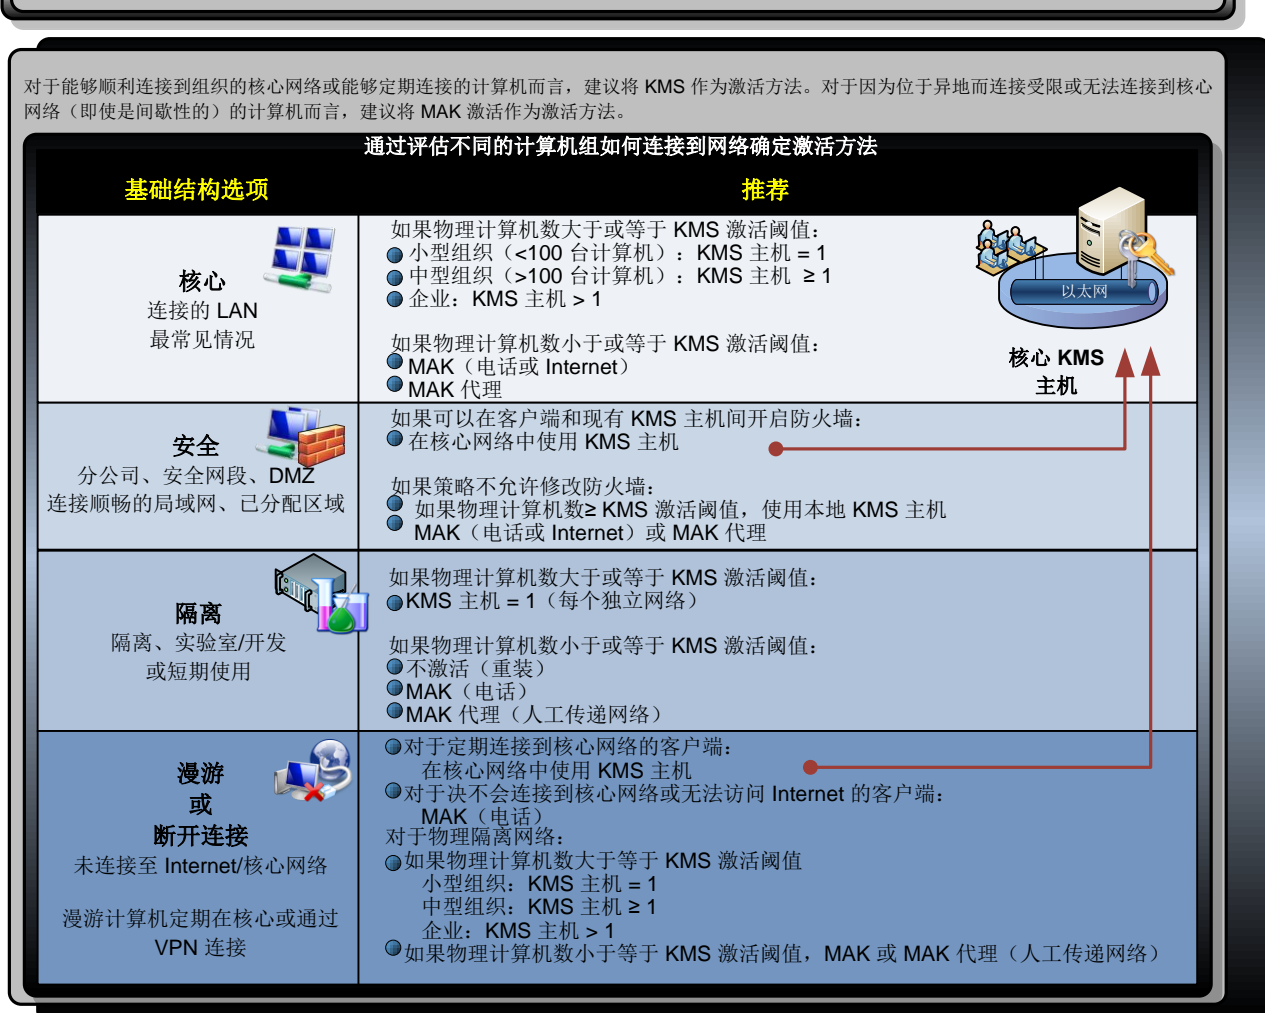 对于能够顺利连接到组织的核心网络或能够定期连接的计算机而言，建议将 KMS 作为激活方法。对于因为位于异地而连接受限或无法连接到核心
网络（即使是间歇性的）的计算机而言，建议将 MAK 激活作为激活方法。
通过评估不同的计算机组如何连接到网络确定激活方法
基础结构选项
推荐
核心
连接的 LAN
最常见情况
如果物理计算机数大于或等于 KMS 激活阈值：
小型组织（<100 台计算机）：KMS 主机 = 1
中型组织（>100 台计算机）：KMS 主机 ≥ 1
企业：KMS 主机 > 1
如果物理计算机数小于或等于 KMS 激活阈值：
MAK（电话或 Internet）
MAK 代理
以太网
核心 KMS
主机
安全
分公司、安全网段、DMZ
连接顺畅的局域网、已分配区域
如果可以在客户端和现有 KMS 主机间开启防火墙：
在核心网络中使用 KMS 主机
如果策略不允许修改防火墙：
如果物理计算机数≥ KMS 激活阈值，使用本地 KMS 主机
MAK（电话或 Internet）或 MAK 代理
隔离
隔离、实验室/开发
或短期使用
如果物理计算机数大于或等于 KMS 激活阈值：
KMS 主机 = 1（每个独立网络）
如果物理计算机数小于或等于 KMS 激活阈值：
不激活（重装）
MAK（电话）
MAK 代理（人工传递网络）
漫游
或
断开连接
未连接至 Internet/核心网络
漫游计算机定期在核心或通过
VPN 连接
对于定期连接到核心网络的客户端：
在核心网络中使用 KMS 主机
对于决不会连接到核心网络或无法访问 Internet 的客户端：
MAK（电话）
对于物理隔离网络：
如果物理计算机数大于等于 KMS 激活阈值
小型组织：KMS 主机 = 1
中型组织：KMS 主机 ≥ 1
企业：KMS 主机 > 1
如果物理计算机数小于等于 KMS 激活阈值，MAK 或 MAK 代理（人工传递网络）